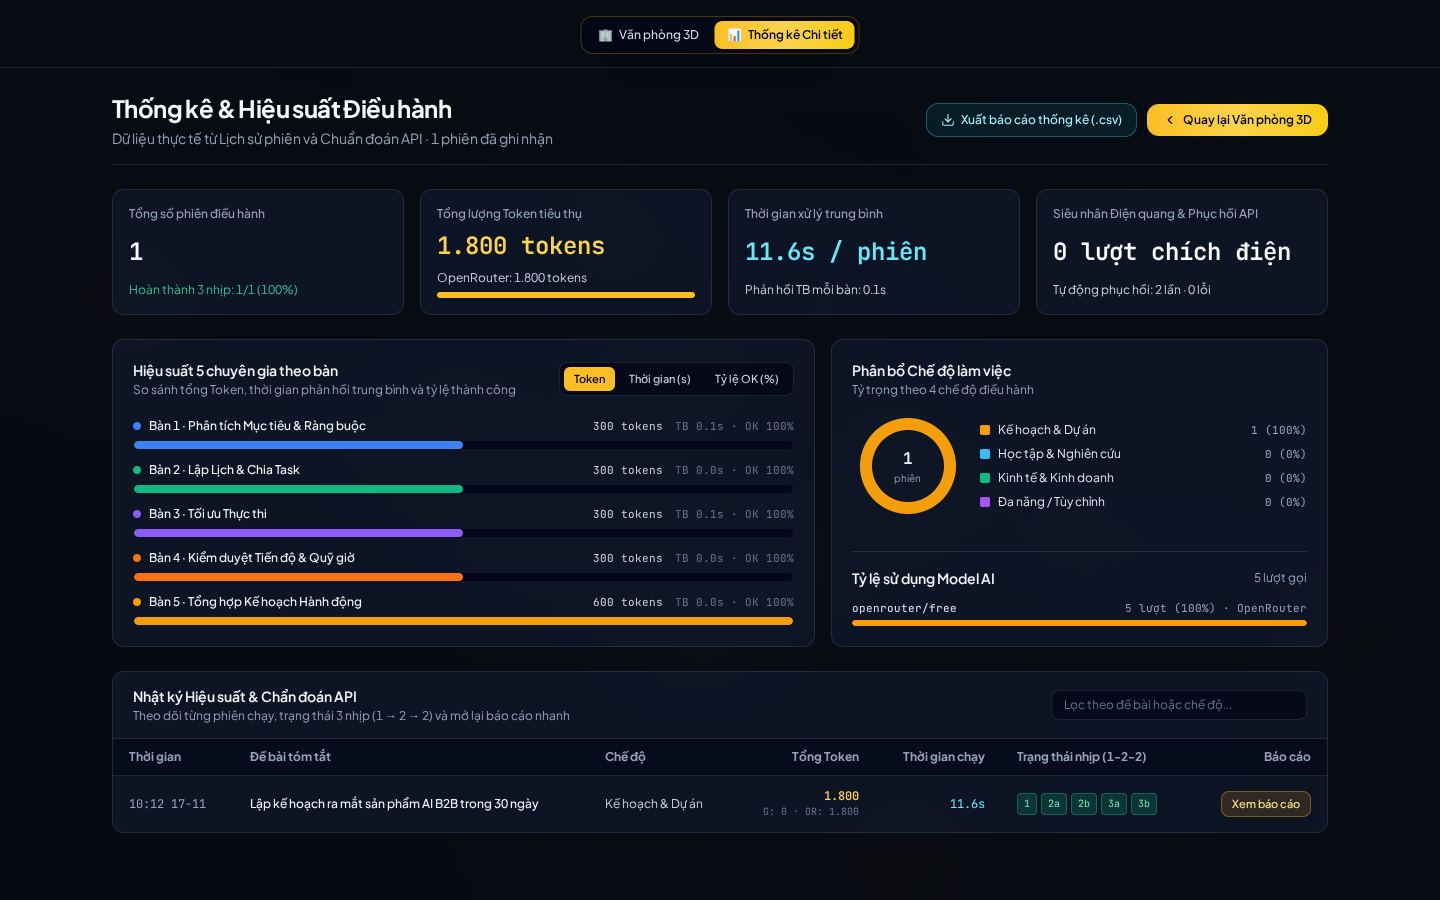 🏢 Văn phòng 3D
📊 Thống kê Chi tiết
Thống kê & Hiệu suất Điều hành
Dữ liệu thực tế từ Lịch sử phiên và Chuẩn đoán API · 1 phiên đã ghi nhận
Xuất báo cáo thống kê (.csv)
Quay lại Văn phòng 3D
Tổng số phiên điều hành
1
Hoàn thành 3 nhịp: 1/1 (100%)
Tổng lượng Token tiêu thụ
1.800 tokens
OpenRouter: 1.800 tokens
Thời gian xử lý trung bình
11.6s / phiên
Phản hồi TB mỗi bàn: 0.1s
Siêu nhân Điện quang & Phục hồi API
0 lượt chích điện
Tự động phục hồi: 2 lần · 0 lỗi
Hiệu suất 5 chuyên gia theo bàn
So sánh tổng Token, thời gian phản hồi trung bình và tỷ lệ thành công
Token
Thời gian (s)
Tỷ lệ OK (%)
Bàn 1 · Phân tích Mục tiêu & Ràng buộc 300 tokens TB 0.1s · OK 100%
Bàn 2 · Lập Lịch & Chia Task 300 tokens TB 0.0s · OK 100%
Bàn 3 · Tối ưu Thực thi 300 tokens TB 0.1s · OK 100%
Bàn 4 · Kiểm duyệt Tiến độ & Quỹ giờ 300 tokens TB 0.0s · OK 100%
Bàn 5 · Tổng hợp Kế hoạch Hành động 600 tokens TB 0.0s · OK 100%
Phân bổ Chế độ làm việc
Tỷ trọng theo 4 chế độ điều hành
1
phiên
Kế hoạch & Dự án 1 (100%)
Học tập & Nghiên cứu 0 (0%)
Kinh tế & Kinh doanh 0 (0%)
Đa năng / Tùy chỉnh 0 (0%)
Tỷ lệ sử dụng Model AI 5 lượt gọi
openrouter/free 5 lượt (100%) · OpenRouter
Nhật ký Hiệu suất & Chẩn đoán API
Theo dõi từng phiên chạy, trạng thái 3 nhịp (1 → 2 → 2) và mở lại báo cáo nhanh
Lọc theo đề bài hoặc chế độ...
Thời gian Đề bài tóm tắt Chế độ Tổng Token Thời gian chạy Trạng thái nhịp (1-2-2) Báo cáo
10:12 17-11 Lập kế hoạch ra mắt sản phẩm AI B2B trong 30 ngày Kế hoạch & Dự án 1.800 11.6s 1 2a 2b 3a 3b Xem báo cáo
G: 0 · OR: 1.800